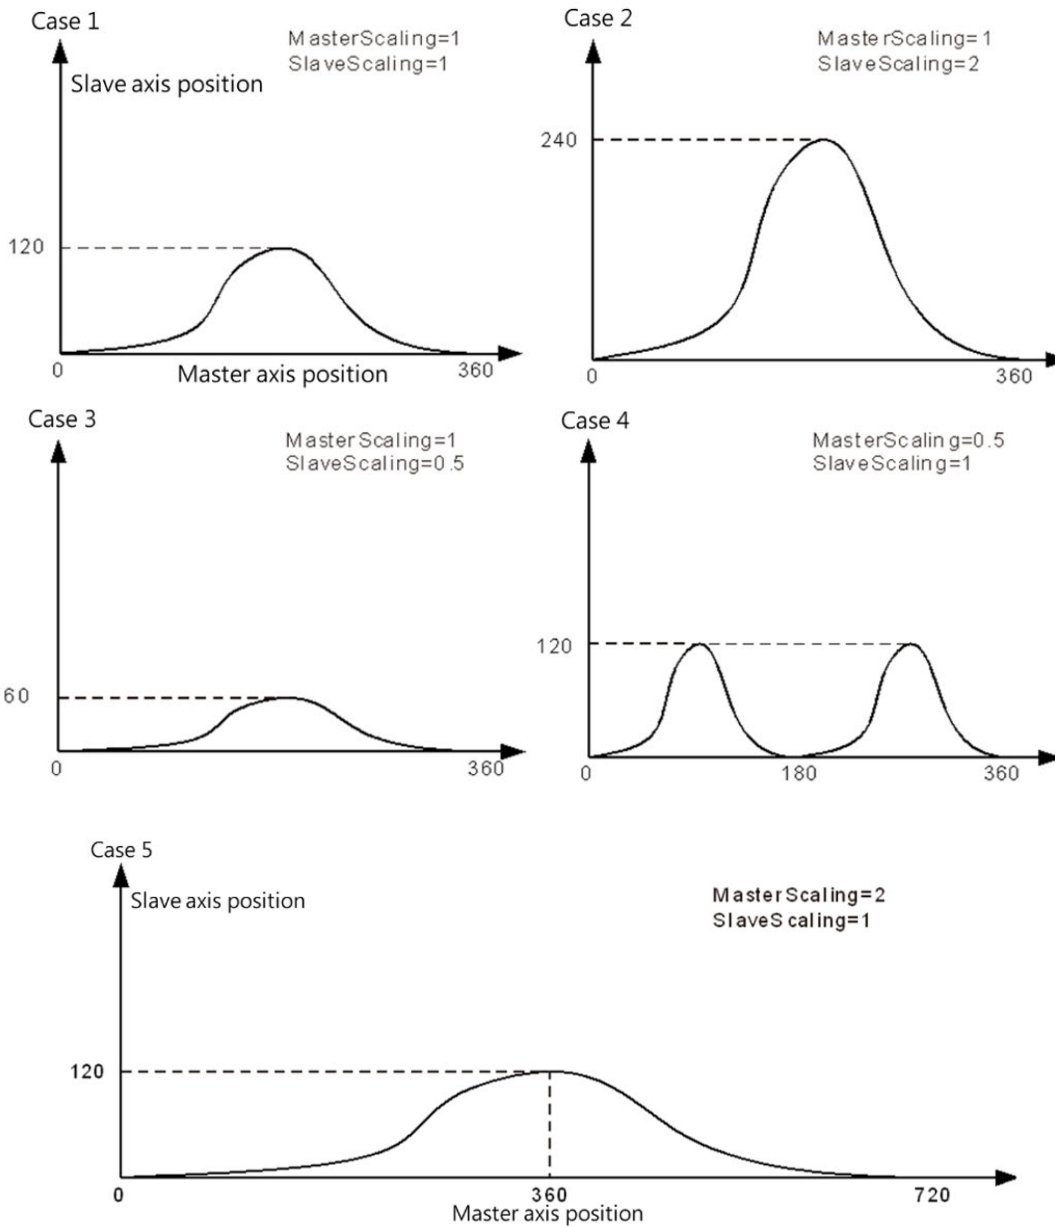 Case 1
MasterScaling=1
SlaveScaling=1
Slave axis position
120
0
Master axis position
360
Case 2
MasterScaling=1
SlaveScaling=2
240
0
360
Case 3
MasterScaling=1
SlaveScaling=0.5
60
0
360
Case 4
MasterScaling=0.5
SlaveScaling=1
120
0
180
360
Case 5
Slave axis position
MasterScaling=2
SlaveScaling=1
120
0
360
720
Master axis position